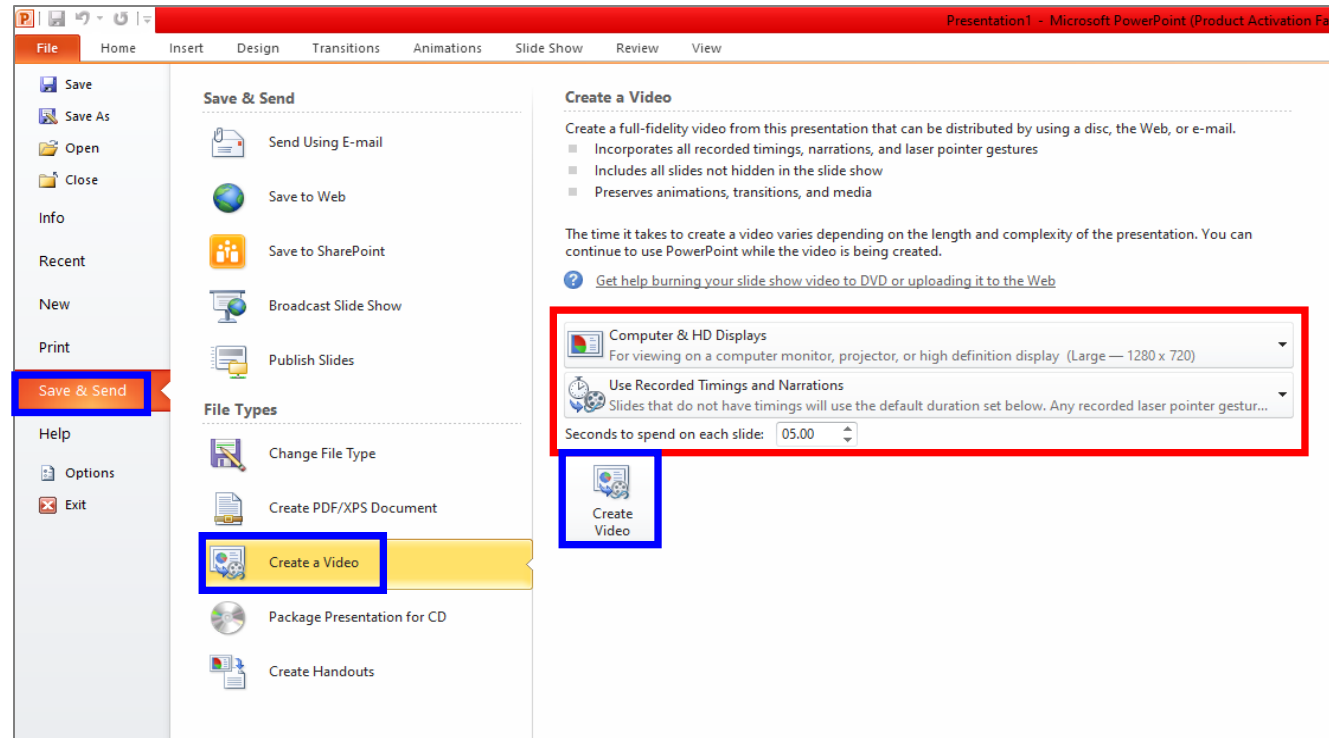 Presentation1 - Microsoft PowerPoint (Product Activation Fa
File Home Insert Design Transitions Animations Slide Show Review View
Save
Save As
Open
Close
Info
Recent
New
Print
Save & Send
Help
Options
Exit
Save & Send
Send Using E-mail
Save to Web
Save to SharePoint
Broadcast Slide Show
Publish Slides
File Types
Change File Type
Create PDF/XPS Document
Create a Video
Package Presentation for CD
Create Handouts
Create a Video
Create a full-fidelity video from this presentation that can be distributed by using a disc, the Web, or e-mail.
Incorporates all recorded timings, narrations, and laser pointer gestures
Includes all slides not hidden in the slide show
Preserves animations, transitions, and media
The time it takes to create a video varies depending on the length and complexity of the presentation. You can
continue to use PowerPoint while the video is being created.
Get help burning your slide show video to DVD or uploading it to the Web
Computer & HD Displays
For viewing on a computer monitor, projector, or high definition display (Large — 1280 x 720)
Use Recorded Timings and Narrations
Slides that do not have timings will use the default duration set below. Any recorded laser pointer gestur...
Seconds to spend on each slide: 05.00
Create
Video